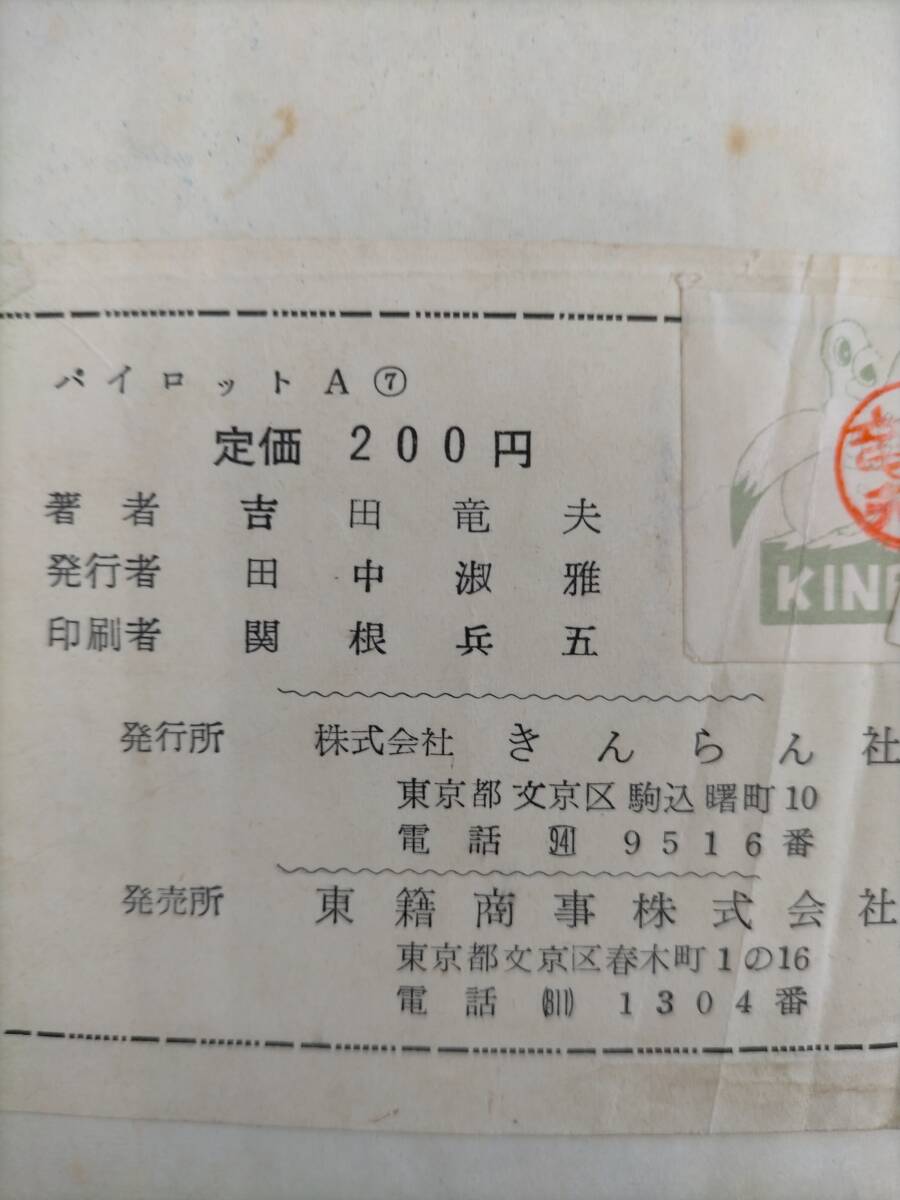 パイロットA⑦
定価 200円
著者 吉田竜夫
発行者 田中淑雅
印刷者 関根兵五
発行所 株式会社 きんらん社
東京都文京区駒込曙町10
電話 (941) 9516番
発売所 東籍商事株式会社
東京都文京区春木町1の16
電話 (811) 1304番
KIN